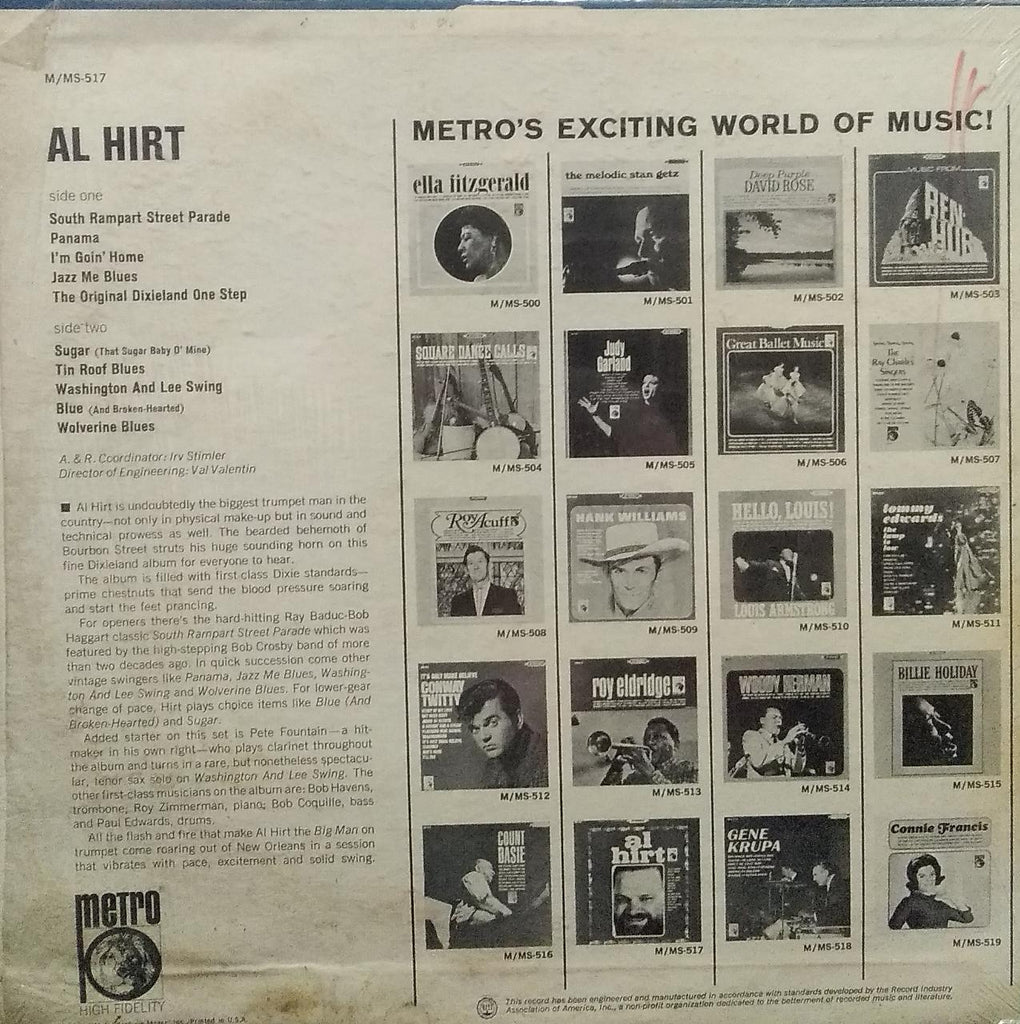 M/MS-517
AL HIRT
side one
South Rampart Street Parade
Panama
I'm Goin' Home
Jazz Me Blues
The Original Dixieland One Step
side two
Sugar (That Sugar Baby O' Mine)
Tin Roof Blues
Washington And Lee Swing
Blue (And Broken-Hearted)
Wolverine Blues
A. & R. Coordinator: Irv Stimler
Director of Engineering: Val Valentin
Al Hirt is undoubtedly the biggest trumpet man in the
country—not only in physical make-up but in sound and
technical prowess as well. The bearded behemoth of
Bourbon Street struts his huge sounding horn on this
fine Dixieland album for everyone to hear.
The album is filled with first-class Dixie standards—
prime chestnuts that send the blood pressure soaring
and start the feet prancing.
For openers there's the hard-hitting Ray Baduc-Bob
Haggart classic South Rampart Street Parade which was
featured by the high-stepping Bob Crosby band of more
than two decades ago. In quick succession come other
vintage swingers like Panama, Jazz Me Blues, Washing-
ton And Lee Swing and Wolverine Blues. For lower-gear
change of pace, Hirt plays choice items like Blue (And
Broken-Hearted) and Sugar.
Added starter on this set is Pete Fountain—a hit-
maker in his own right—who plays clarinet throughout
the album and turns in a rare, but nonetheless spectacu-
lar, tenor sax solo on Washington And Lee Swing. The
other first-class musicians on the album are: Bob Havens,
trombone, Roy Zimmerman, piano; Bob Coquille, bass
and Paul Edwards, drums.
All the flash and fire that make Al Hirt the Big Man on
trumpet come roaring out of New Orleans in a session
that vibrates with pace, excitement and solid swing.
metro
HIGH FIDELITY
Printed in U.S.A.
METRO'S EXCITING WORLD OF MUSIC!
ella fitzgerald
M/MS-500
the melodic stan getz
M/MS-501
Deep Purple
DAVID ROSE
M/MS-502
MUSIC FROM
BEN HUR
M/MS-503
SQUARE DANCE CALLS
M/MS-504
Judy
Garland
M/MS-505
Great Ballet Music
M/MS-506
The
Ray Charles
Singers
M/MS-507
Roy Acuff
M/MS-508
HANK WILLIAMS
M/MS-509
HELLO, LOUIS!
LOUIS ARMSTRONG
M/MS-510
tommy
edwards
the
lamp is
low
M/MS-511
IT'S ONLY MAKE BELIEVE
CONWAY
TWITTY
M/MS-512
roy eldridge
M/MS-513
WOODY HERMAN
M/MS-514
BILLIE HOLIDAY
M/MS-515
COUNT
BASIE
M/MS-516
al
hirt
M/MS-517
GENE
KRUPA
M/MS-518
Connie Francis
M/MS-519
This record has been engineered and manufactured in accordance with standards developed by the Record Industry
Association of America, Inc., a non-profit organization dedicated to the betterment of recorded music and literature.